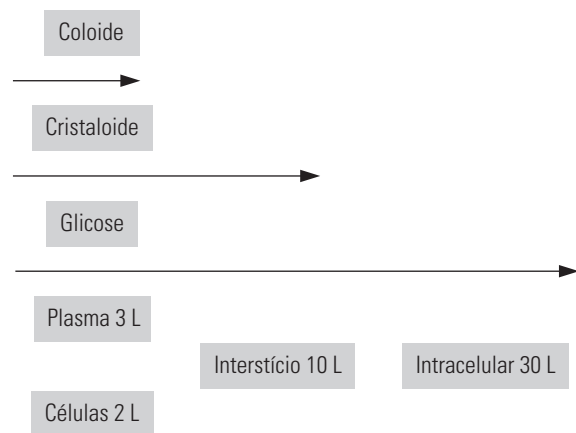 Coloide
Cristaloide
Glicose
Plasma 3 L
Interstício 10 L
Intracelular 30 L
Células 2 L